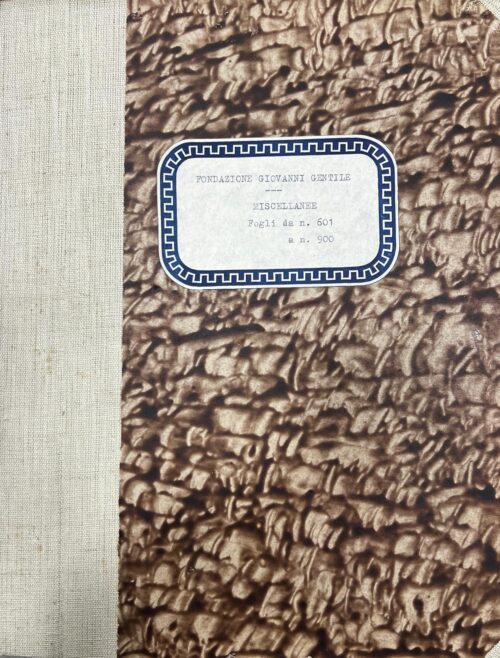 FONDAZIONE GIOVANNI GENTILE
---
MISCELLANEE
Fogli da n. 601
a n. 900